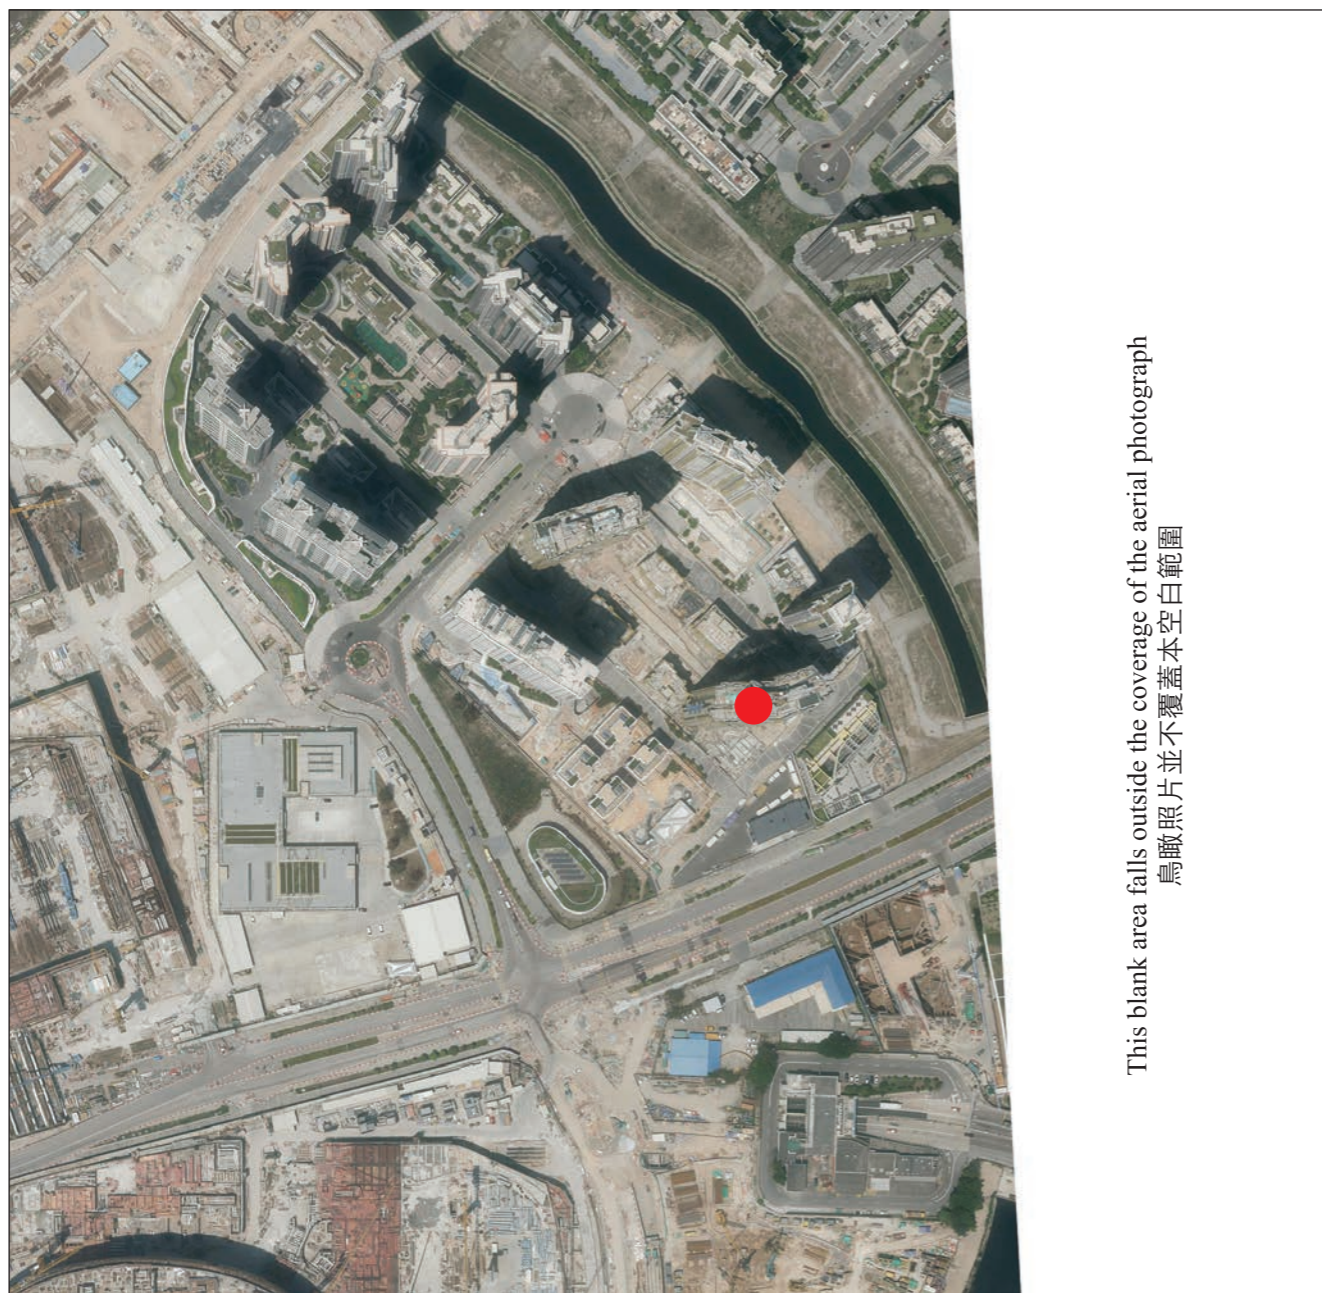 This blank area falls outside the coverage of the aerial photograph
鳥瞰照片並不覆蓋本空白範圍